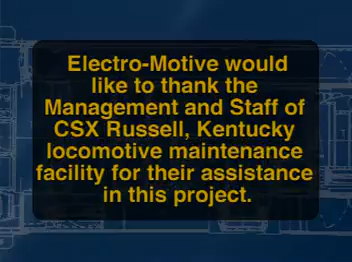 Electro-Motive would
like to thank the
Management and Staff of
CSX Russell, Kentucky
locomotive maintenance
facility for their assistance
in this project.